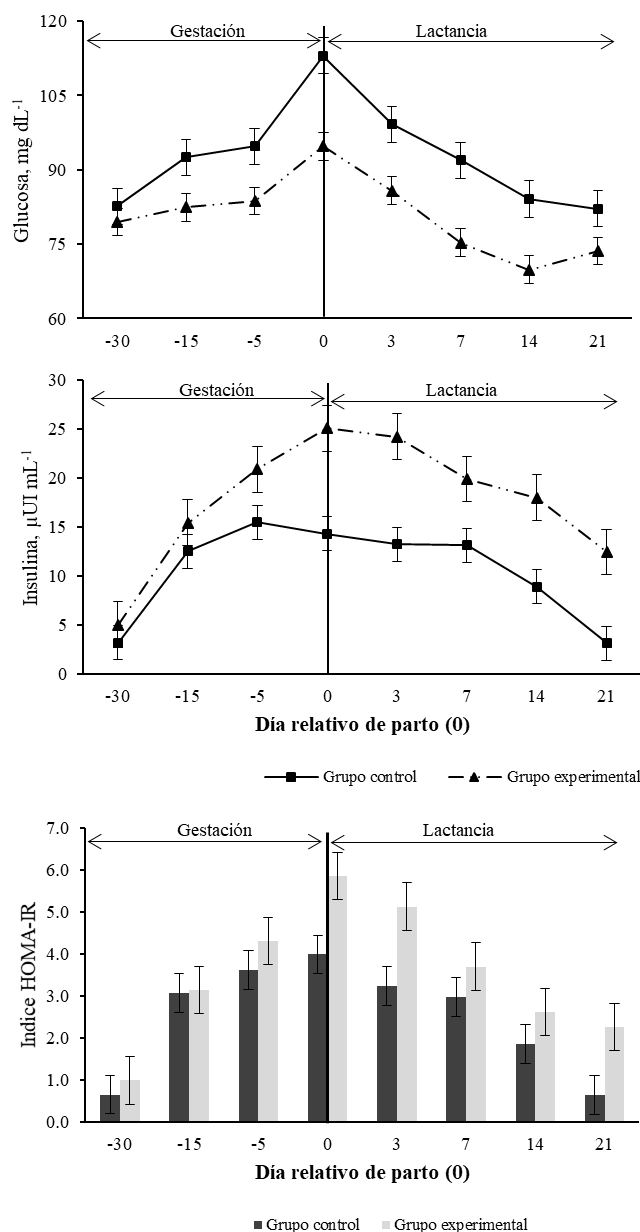 Gestación Lactancia
Glucosa, mg dL-1
120
105
90
75
60
-30 -15 -5 0 3 7 14 21
Gestación Lactancia
Insulina, µUI mL-1
30
25
20
15
10
5
0
-30 -15 -5 0 3 7 14 21
Día relativo de parto (0)
Grupo control Grupo experimental
Gestación Lactancia
Indice HOMA-IR
7.0
6.0
5.0
4.0
3.0
2.0
1.0
0.0
-30 -15 -5 0 3 7 14 21
Día relativo de parto (0)
Grupo control Grupo experimental